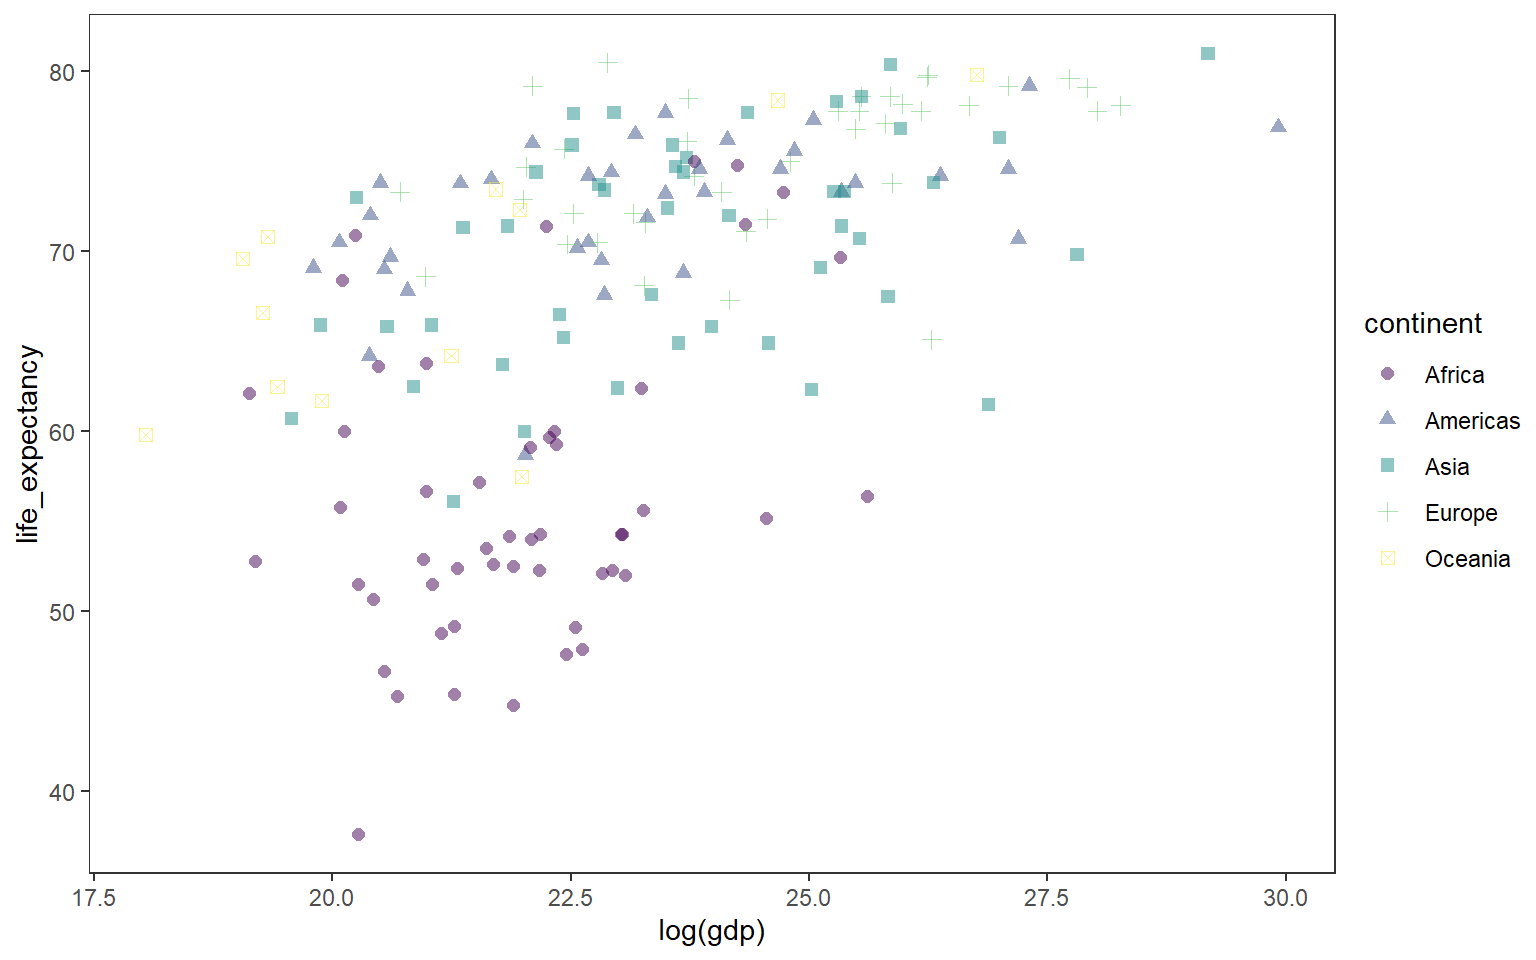 80
70
60
50
40
life_expectancy
17.5 20.0 22.5 25.0 27.5 30.0
log(gdp)
continent
Africa
Americas
Asia
Europe
Oceania